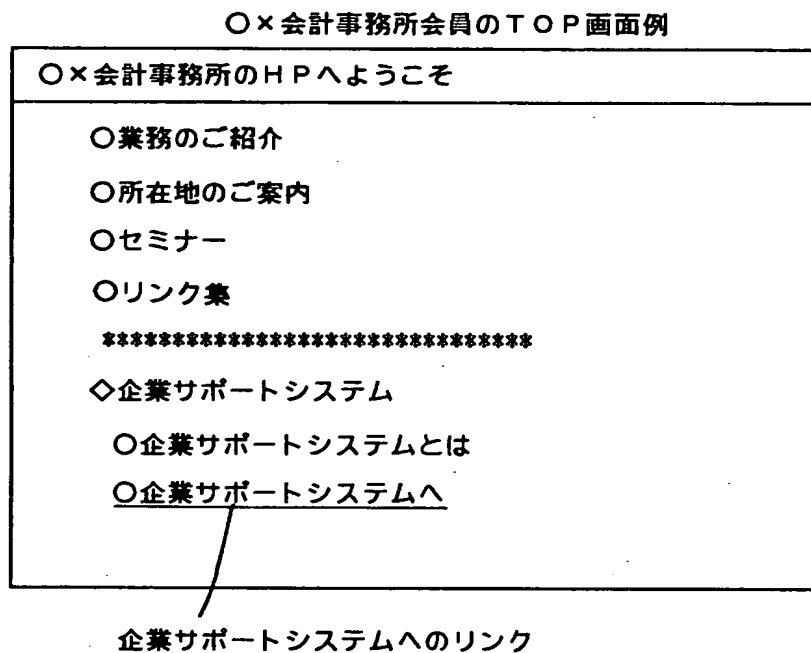 ○×会計事務所会員のＴＯＰ画面例
○×会計事務所のＨＰへようこそ
○業務のご紹介
○所在地のご案内
○セミナー
○リンク集
*******************************
◇企業サポートシステム
○企業サポートシステムとは
○企業サポートシステムへ
企業サポートシステムへのリンク